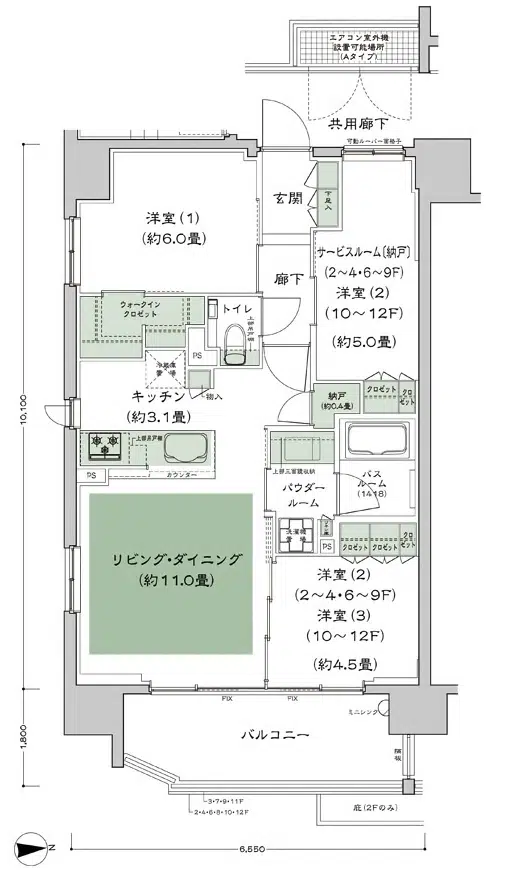 エアコン室外機
設置可能場所
(Aタイプ)
共用廊下
可動ルーバー面格子
玄関
下足入
洋室(1)
(約6.0畳)
サービスルーム〔納戸〕
(2〜4・6〜9F)
洋室(2)
(10〜12F)
(約5.0畳)
廊下
ウォークイン
クロゼット
トイレ
上部吊戸棚
PS
冷蔵庫
置場
物入
キッチン
(約3.1畳)
納戸
(約0.4畳)
クロゼット
クロゼット
上部吊戸棚
カウンター
PS
上部三面鏡収納
パウダー
ルーム
バス
ルーム
(1418)
洗濯機
置場
PS
クロゼット
クロゼット
クロゼット
リビング・ダイニング
(約11.0畳)
洋室(2)
(2〜4・6〜9F)
洋室(3)
(10〜12F)
(約4.5畳)
FIX
FIX
バルコニー
ミニシンク
隔板
3・7・9・11F
2・4・6・8・10・12F
庇(2Fのみ)
10,100
1,800
6,550
N